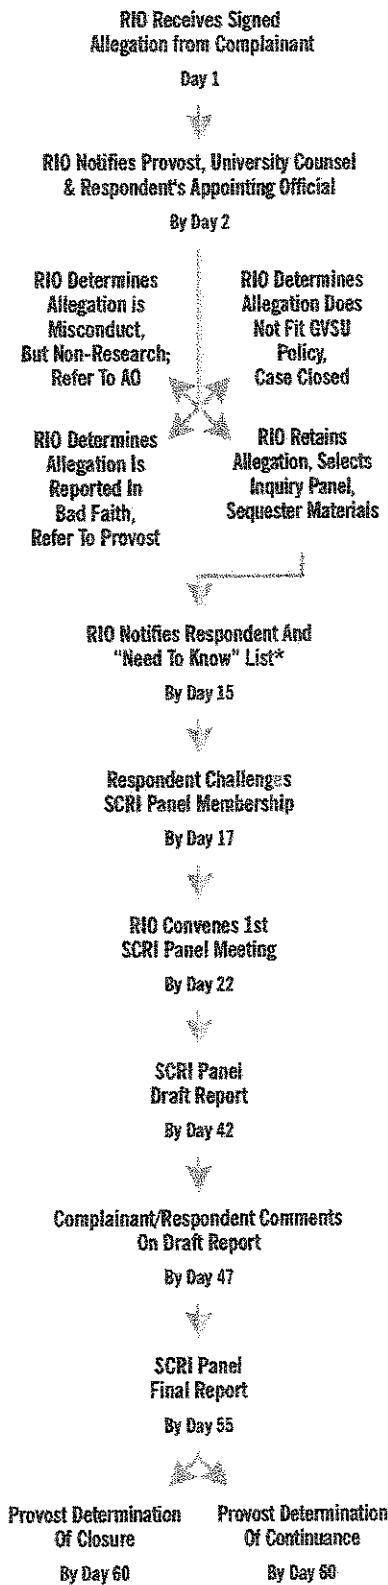 RIO Receives Signed
Allegation from Complainant
Day 1
RIO Notifies Provost, University Counsel
& Respondent's Appointing Official
By Day 2
RIO Determines
Allegation is
Misconduct,
But Non-Research;
Refer To AO
RIO Determines
Allegation Does
Not Fit GVSU
Policy,
Case Closed
RIO Determines
Allegation Is
Reported In
Bad Faith,
Refer To Provost
RIO Retains
Allegation, Selects
Inquiry Panel,
Sequester Materials
RIO Notifies Respondent And
"Need To Know" List*
By Day 15
Respondent Challenges
SCRI Panel Membership
By Day 17
RIO Convenes 1st
SCRI Panel Meeting
By Day 22
SCRI Panel
Draft Report
By Day 42
Complainant/Respondent Comments
On Draft Report
By Day 47
SCRI Panel
Final Report
By Day 55
Provost Determination
Of Closure
By Day 60
Provost Determination
Of Continuance
By Day 60